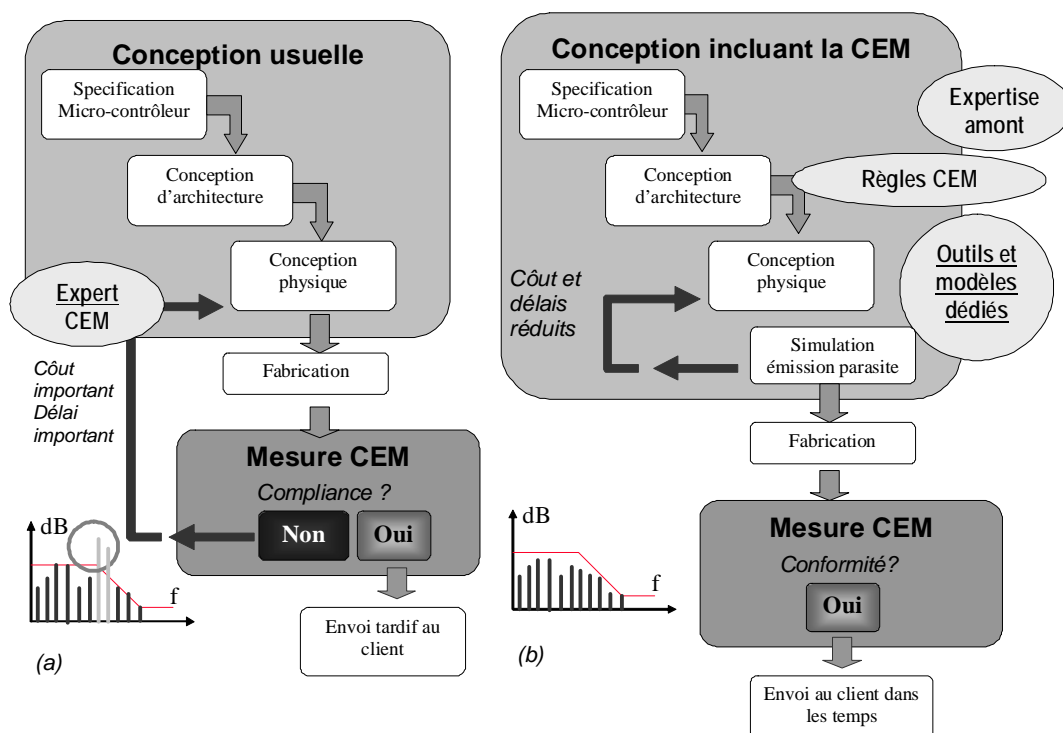 Conception usuelle
Specification
Micro-contrôleur
Conception
d'architecture
Conception
physique
Expert
CEM
Coût
important
Délai
important
Fabrication
Mesure CEM
Compliance ?
Non
Oui
dB
f
Envoi tardif au
client
(a)
Conception incluant la CEM
Specification
Micro-contrôleur
Expertise
amont
Conception
d'architecture
Règles CEM
Conception
physique
Outils et
modèles
dédiés
Côut et
délais
réduits
Simulation
émission parasite
Fabrication
Mesure CEM
Conformité?
Oui
dB
f
Envoi au client dans
les temps
(b)